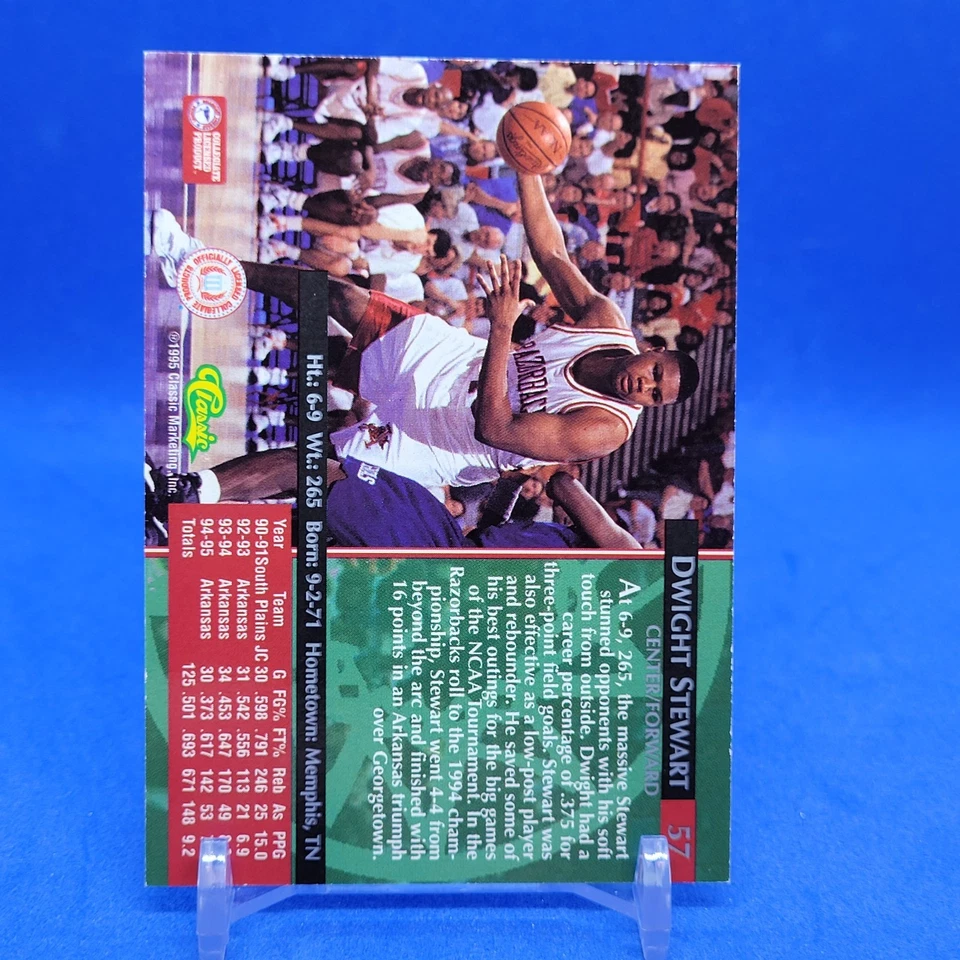 57
DWIGHT STEWART
CENTER/FORWARD
At 6-9, 265, the massive Stewart
stunned opponents with his soft
touch from outside. Dwight had a
career percentage of .375 for
three-point field goals. Stewart was
also effective as a low-post player
and rebounder. He saved some of
his best outings for the big games
of the NCAA Tournament. In the
Razorbacks roll to the 1994 cham-
pionship, Stewart went 4-4 from
beyond the arc and finished with
16 points in an Arkansas triumph
over Georgetown.
Ht.: 6-9 Wt.: 265 Born: 9-2-71 Hometown: Memphis, TN
Year Team G FG% FT% Reb As PPG
90-91 South Plains JC 30 .598 .791 246 25 15.0
92-93 Arkansas 31 .542 .556 113 21 6.9
93-94 Arkansas 34 .453 .647 170 49
94-95 Arkansas 30 .373 .617 142 53
Totals 125 .501 .693 671 148 9.2
COLLEGIATE
LICENSED
PRODUCT
OFFICIALLY LICENSED COLLEGIATE PRODUCTS
Classic
©1995 Classic Marketing, Inc.